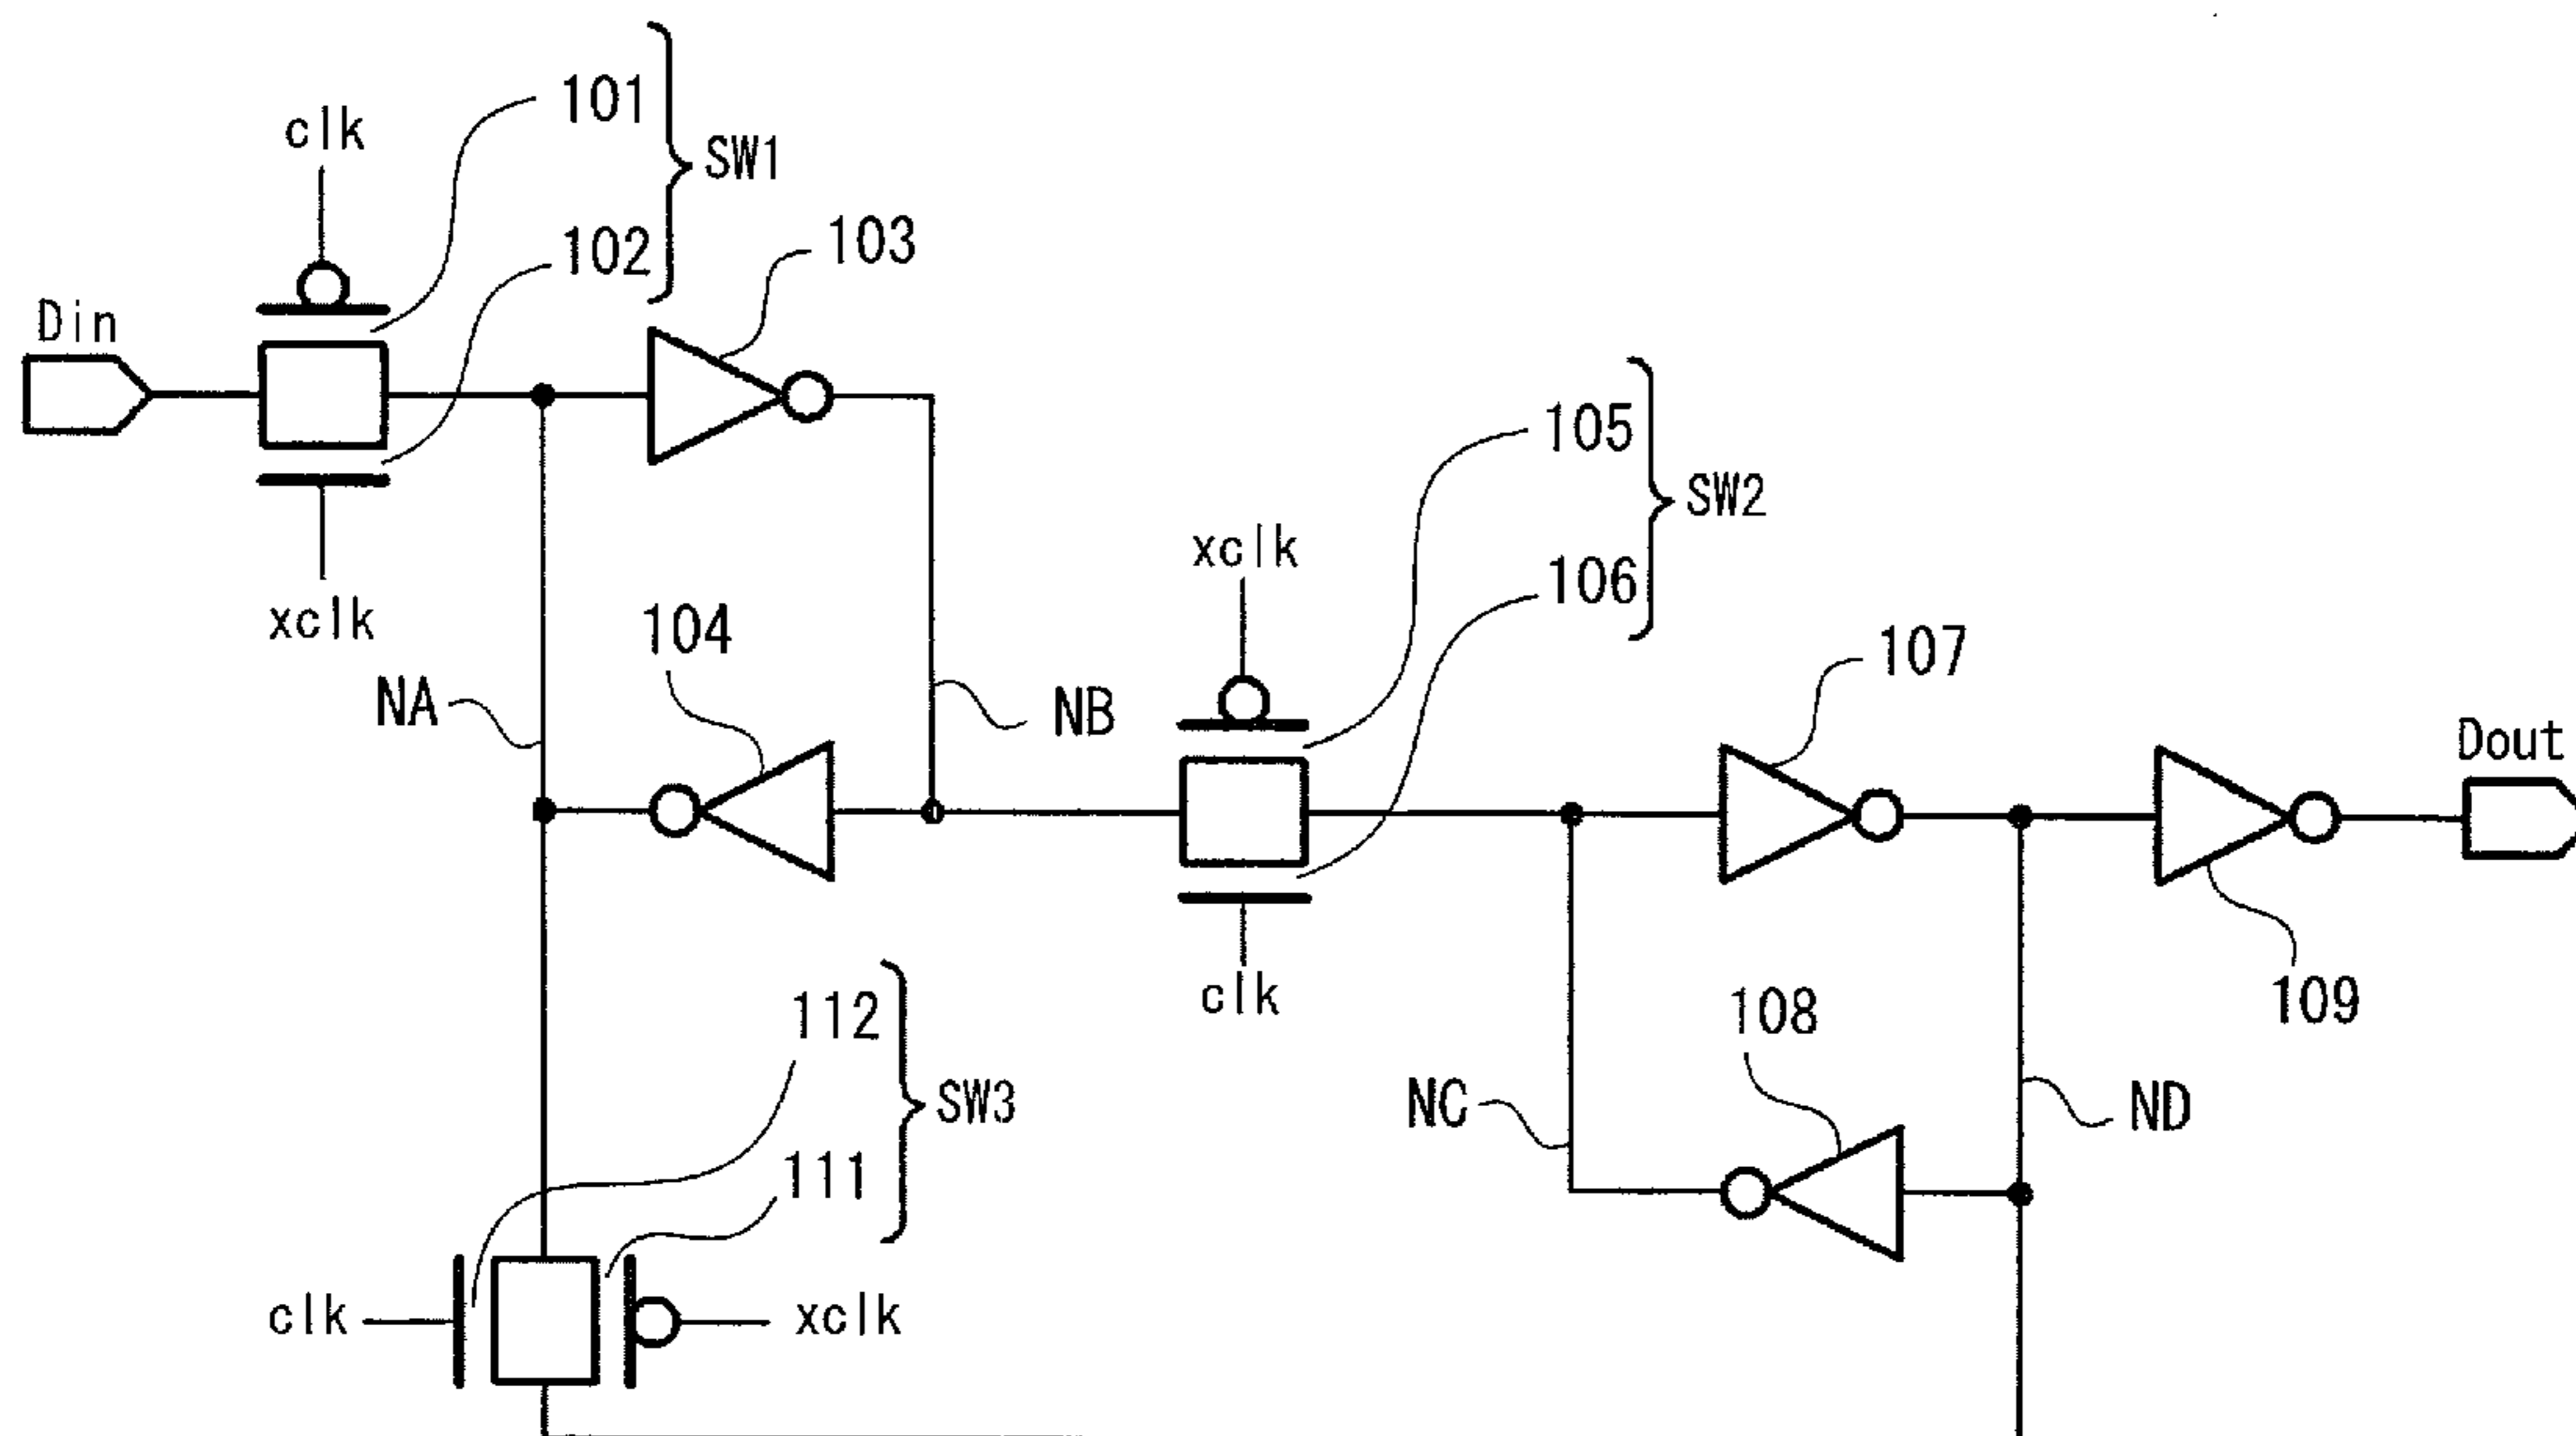 101
clk
SW1
102
103
Din
xclk
105
SW2
xclk
106
104
107
NA
NB
Dout
112
clk
108
109
SW3
NC
ND
111
clk
xclk